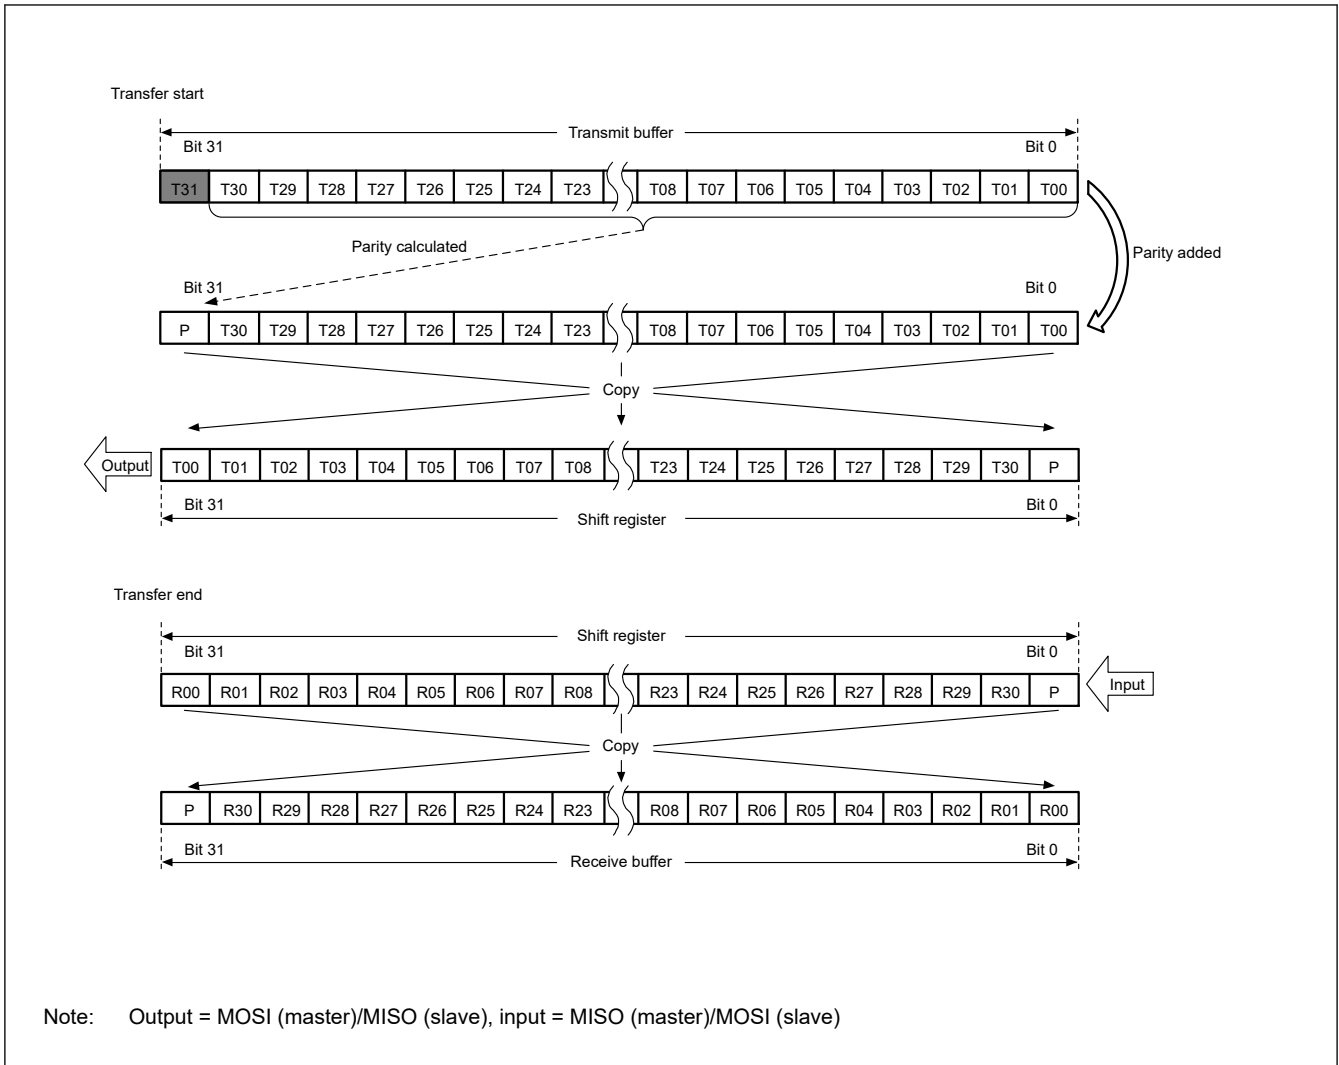 Transfer start
Transmit buffer
Bit 31 Bit 0
T31 T30 T29 T28 T27 T26 T25 T24 T23 T08 T07 T06 T05 T04 T03 T02 T01 T00
Parity calculated
Parity added
Bit 31 Bit 0
P T30 T29 T28 T27 T26 T25 T24 T23 T08 T07 T06 T05 T04 T03 T02 T01 T00
Copy
Output T00 T01 T02 T03 T04 T05 T06 T07 T08 T23 T24 T25 T26 T27 T28 T29 T30 P
Bit 31 Bit 0
Shift register
Transfer end
Shift register
Bit 31 Bit 0
R00 R01 R02 R03 R04 R05 R06 R07 R08 R23 R24 R25 R26 R27 R28 R29 R30 P Input
Copy
P R30 R29 R28 R27 R26 R25 R24 R23 R08 R07 R06 R05 R04 R03 R02 R01 R00
Bit 31 Bit 0
Receive buffer
Note: Output = MOSI (master)/MISO (slave), input = MISO (master)/MOSI (slave)